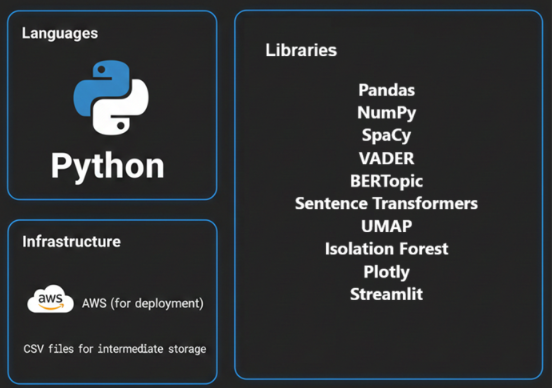 Languages
Python
Infrastructure
aws
AWS (for deployment)
CSV files for intermediate storage
Libraries
Pandas
NumPy
SpaCy
VADER
BERTopic
Sentence Transformers
UMAP
Isolation Forest
Plotly
Streamlit